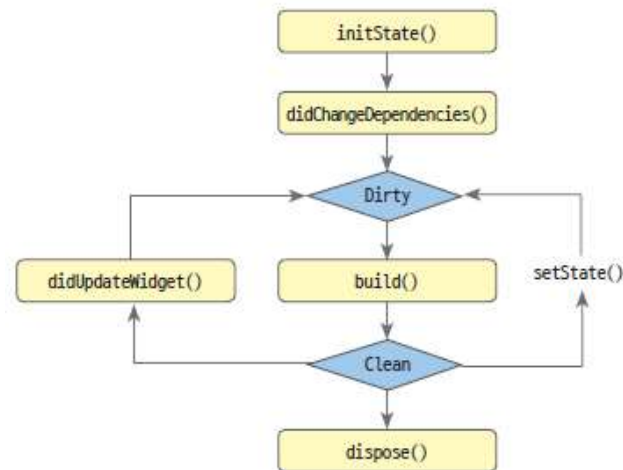 initState()
didChangeDependencies()
Dirty
didUpdateWidget()
build()
setState()
Clean
dispose()